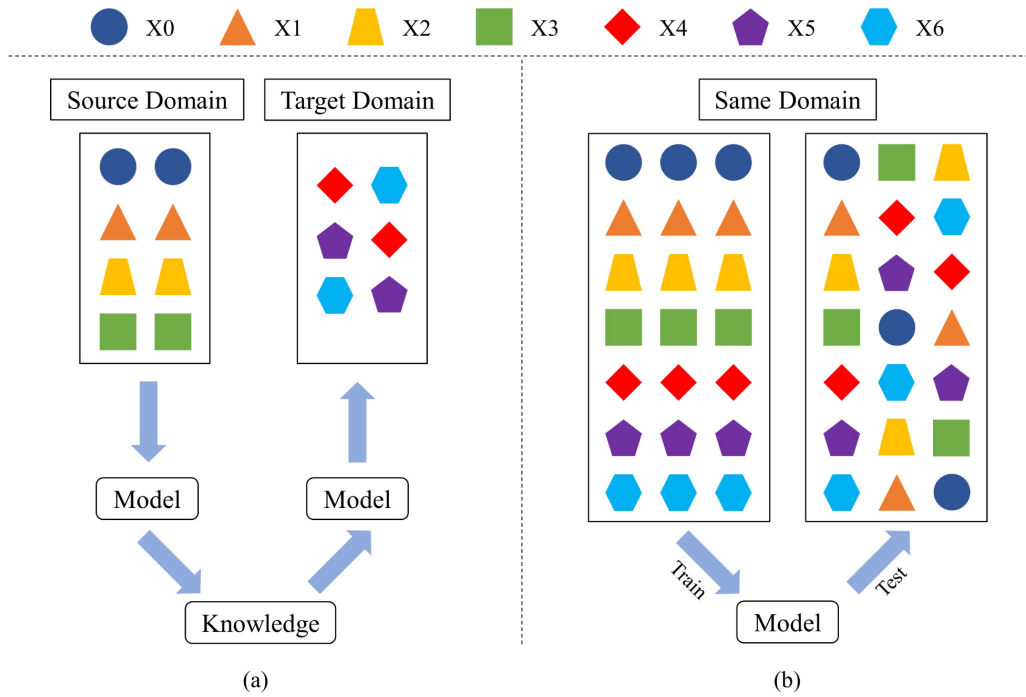 X0 X1 X2 X3 X4 X5 X6
Source Domain
Target Domain
Same Domain
Model
Model
Knowledge
Train
Test
Model
(a)
(b)